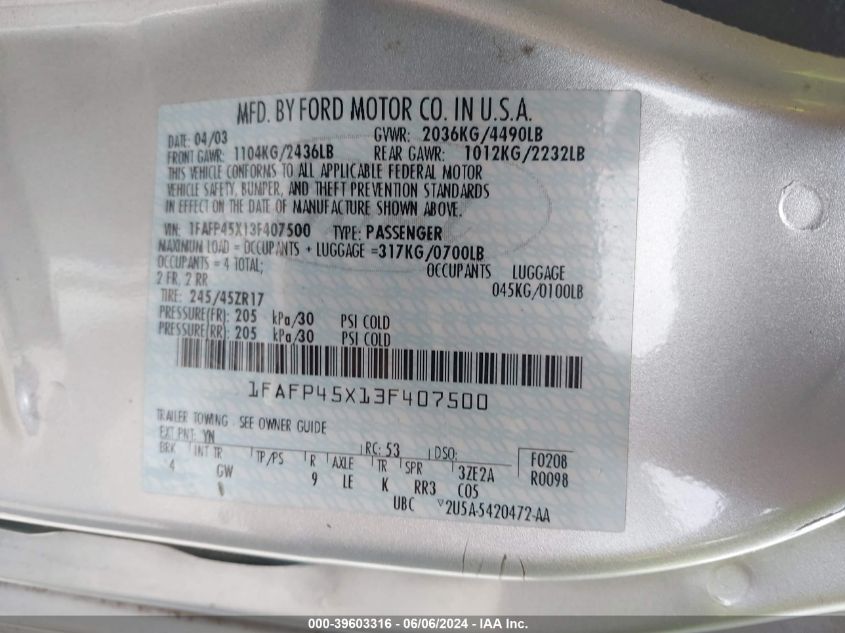 MFD. BY FORD MOTOR CO. IN U.S.A.
DATE: 04/03 GVWR: 2036KG/4490LB
FRONT GAWR: 1104KG/2436LB REAR GAWR: 1012KG/2232LB
THIS VEHICLE CONFORMS TO ALL APPLICABLE FEDERAL MOTOR
VEHICLE SAFETY, BUMPER, AND THEFT PREVENTION STANDARDS
IN EFFECT ON THE DATE OF MANUFACTURE SHOWN ABOVE.
VIN: 1FAFP45X13F407500 TYPE: PASSENGER
MAXIMUM LOAD = OCCUPANTS + LUGGAGE =317KG/0700LB
OCCUPANTS = 4 TOTAL; OCCUPANTS LUGGAGE
2 FR, 2 RR 045KG/0100LB
TIRE: 245/45ZR17
PRESSURE(FR): 205 kPa/30 PSI COLD
PRESSURE(RR): 205 kPa/30 PSI COLD
1FAFP45X13F407500
TRAILER TOWING - SEE OWNER GUIDE
EXT PNT: YN RC: 53 DSO: F0208
BRK INT TR TP/PS R AXLE TR SPR 3ZE2A R0098
4 GW 9 LE K RR3 C05
UBC ▽2U5A-5420472-AA
000-39603316 - 06/06/2024 - IAAI Inc.